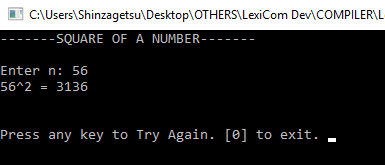 C:\Users\Shinzagetsu\Desktop\OTHERS\LexiCom Dev\COMPILER\L
-------SQUARE OF A NUMBER-------
Enter n: 56
56^2 = 3136
Press any key to Try Again. [0] to exit. _